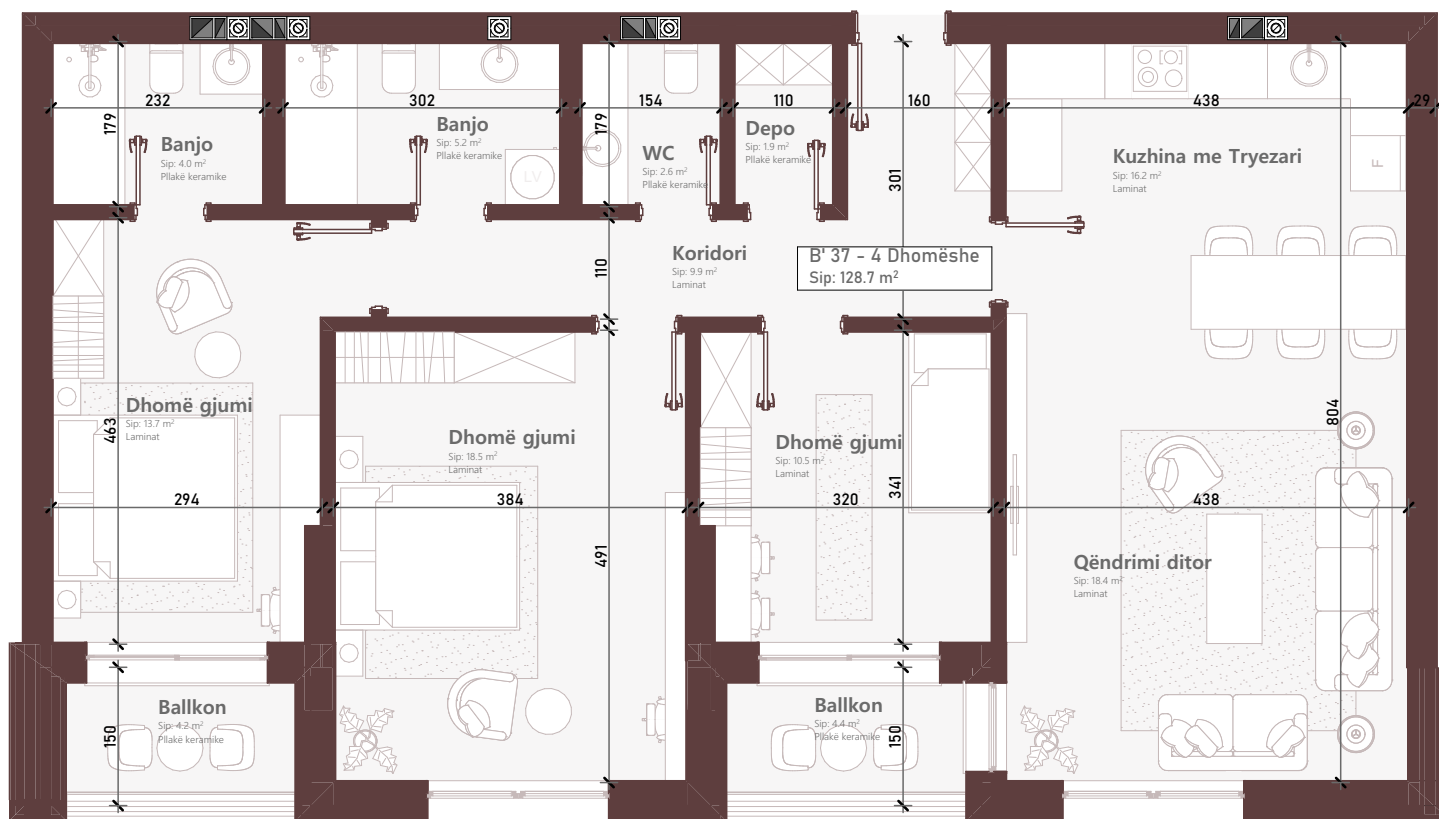 232
302
154
110
160
438
29
179
179
301
Banjo
Sip: 4.0 m²
Pllakë keramike
Banjo
Sip: 5.2 m²
Pllakë keramike
LV
WC
Sip: 2.6 m²
Pllakë keramike
Depo
Sip: 1.9 m²
Pllakë keramike
Kuzhina me Tryezari
Sip: 16.2 m²
Laminat
F
Koridori
Sip: 9.9 m²
Laminat
110
B' 37 - 4 Dhomëshe
Sip: 128.7 m²
Dhomë gjumi
Sip: 13.7 m²
Laminat
463
Dhomë gjumi
Sip: 18.5 m²
Laminat
Dhomë gjumi
Sip: 10.5 m²
Laminat
804
294
384
320
438
341
491
Qëndrimi ditor
Sip: 18.4 m²
Laminat
Ballkon
Sip: 4.2 m²
Pllakë keramike
150
Ballkon
Sip: 4.4 m²
Pllakë keramike
150